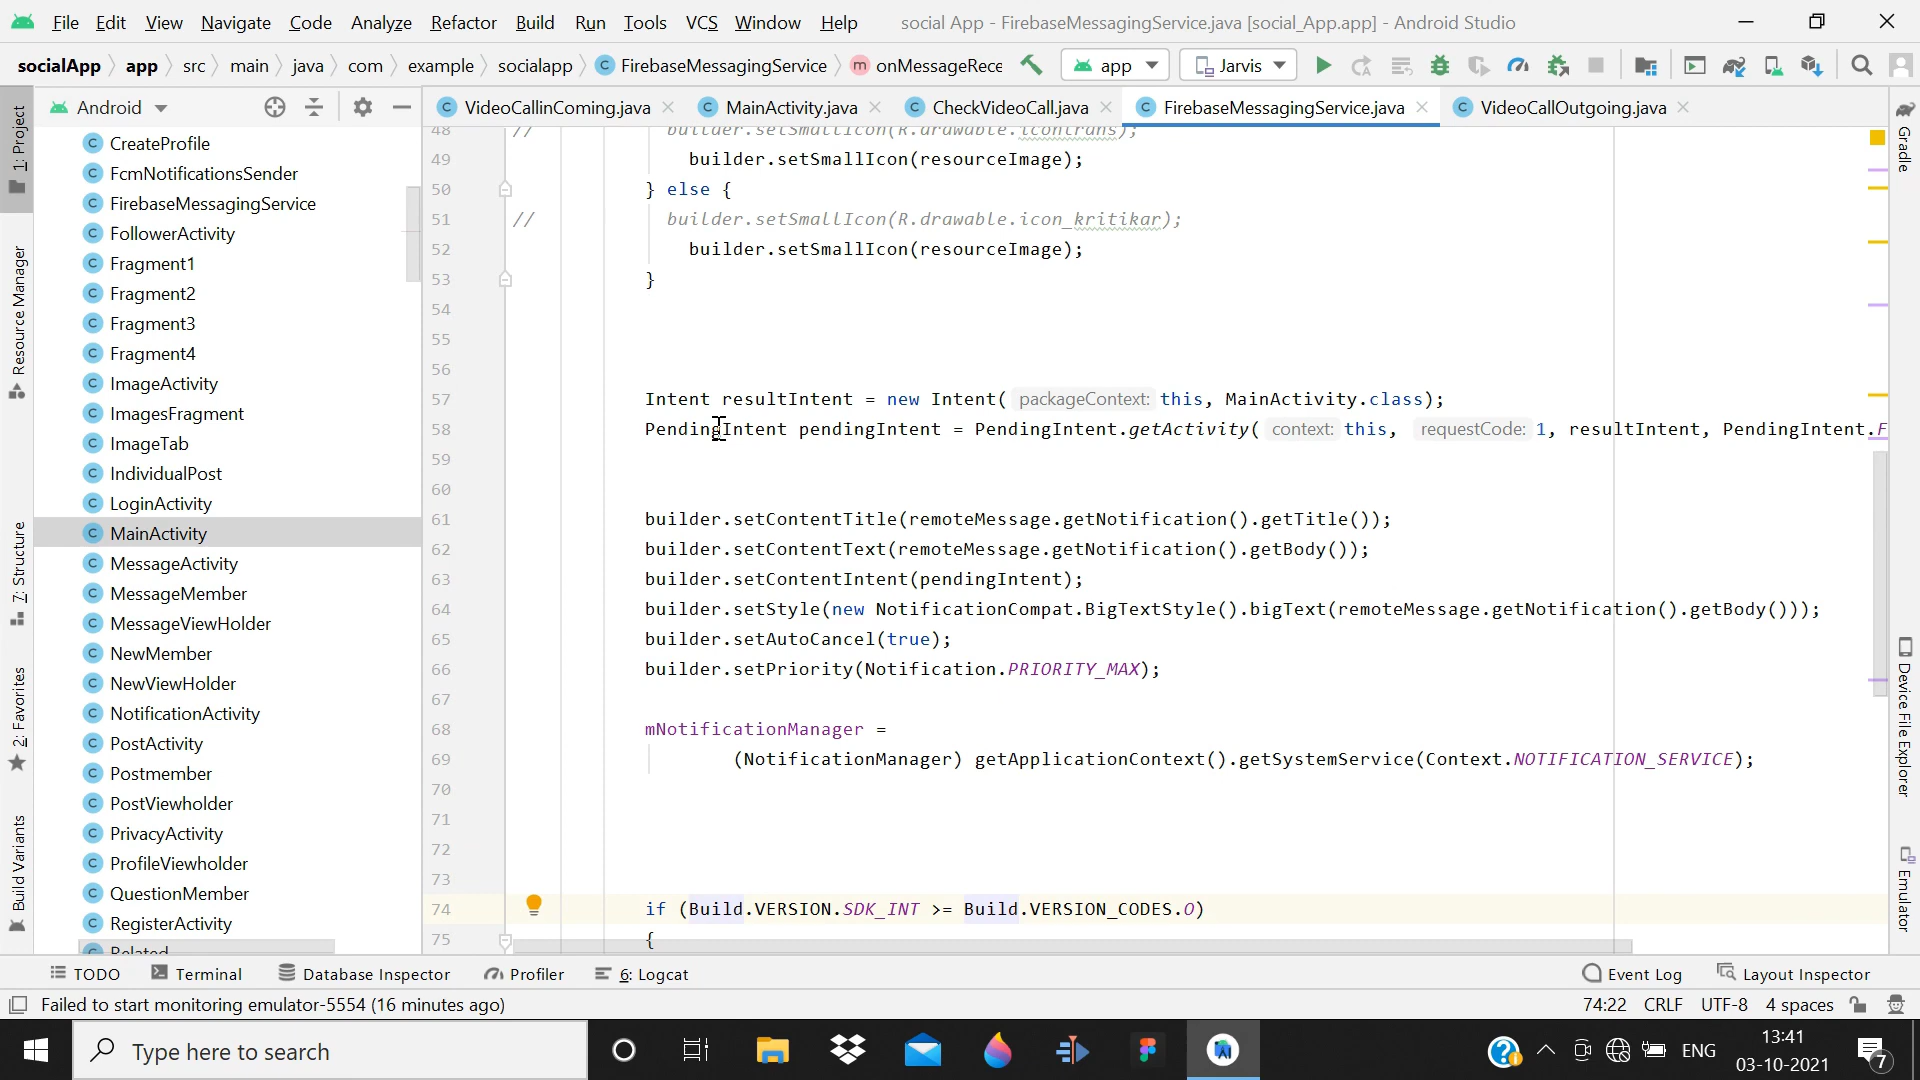 File Edit View Navigate Code Analyze Refactor Build Run Tools VCS Window Help social App - FirebaseMessagingService.java [social_App.app] - Android Studio
socialApp app src main java com example socialapp FirebaseMessagingService onMessageRece app Jarvis
Android
VideoCallinComing.java MainActivity.java CheckVideoCall.java FirebaseMessagingService.java VideoCallOutgoing.java
1: Project
Resource Manager
7: Structure
2: Favorites
Build Variants
CreateProfile
FcmNotificationsSender
FirebaseMessagingService
FollowerActivity
Fragment1
Fragment2
Fragment3
Fragment4
ImageActivity
ImagesFragment
ImageTab
IndividualPost
LoginActivity
MainActivity
MessageActivity
MessageMember
MessageViewHolder
NewMember
NewViewHolder
NotificationActivity
PostActivity
Postmember
PostViewholder
PrivacyActivity
ProfileViewholder
QuestionMember
RegisterActivity
Related
48 // builder.setSmallIcon(R.drawable.icontrans);
49 builder.setSmallIcon(resourceImage);
50 } else {
51 // builder.setSmallIcon(R.drawable.icon_kritikar);
52 builder.setSmallIcon(resourceImage);
53 }
54
55
56
57 Intent resultIntent = new Intent( packageContext: this, MainActivity.class);
58 PendingIntent pendingIntent = PendingIntent.getActivity( context: this, requestCode: 1, resultIntent, PendingIntent.F
59
60
61 builder.setContentTitle(remoteMessage.getNotification().getTitle());
62 builder.setContentText(remoteMessage.getNotification().getBody());
63 builder.setContentIntent(pendingIntent);
64 builder.setStyle(new NotificationCompat.BigTextStyle().bigText(remoteMessage.getNotification().getBody()));
65 builder.setAutoCancel(true);
66 builder.setPriority(Notification.PRIORITY_MAX);
67
68 mNotificationManager =
69 (NotificationManager) getApplicationContext().getSystemService(Context.NOTIFICATION_SERVICE);
70
71
72
73
74 if (Build.VERSION.SDK_INT >= Build.VERSION_CODES.O)
75 {
Gradle
Device File Explorer
Emulator
TODO Terminal Database Inspector Profiler 6: Logcat Event Log Layout Inspector
Failed to start monitoring emulator-5554 (16 minutes ago) 74:22 CRLF UTF-8 4 spaces
Type here to search ENG 13:41
03-10-2021 7